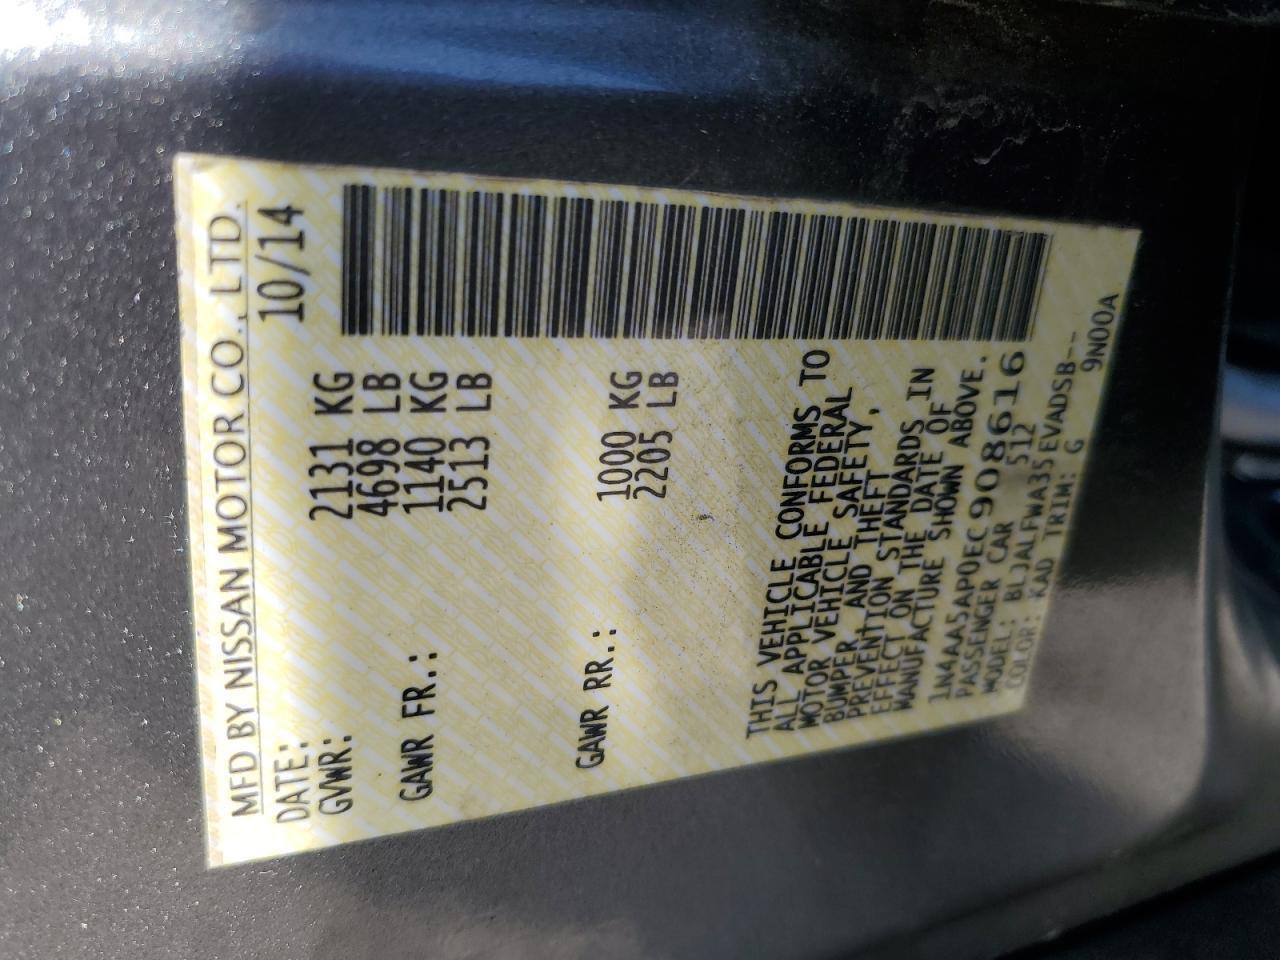 MFD BY NISSAN MOTOR CO., LTD.
DATE: 10/14
GVWR: 2131 KG
4698 LB
GAWR FR.: 1140 KG
2513 LB
GAWR RR.: 1000 KG
2205 LB
THIS VEHICLE CONFORMS TO
ALL APPLICABLE FEDERAL
MOTOR VEHICLE SAFETY,
BUMPER, AND THEFT
PREVENTION STANDARDS IN
EFFECT ON THE DATE OF
MANUFACTURE SHOWN ABOVE.
1N4AA5AP0EC908616
PASSENGER CAR 512
MODEL: BLJALFWA35EVADSB--
COLOR: KAD TRIM: G 9N00A